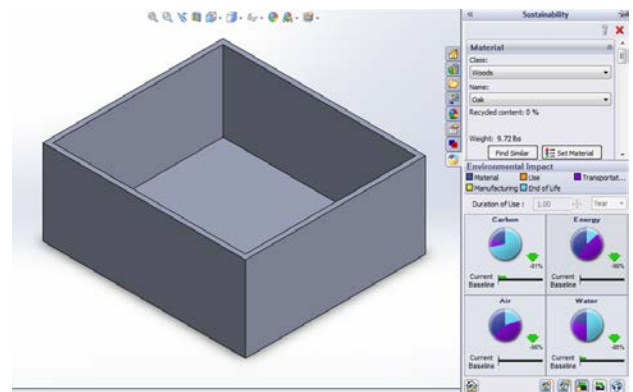 Sustainability
Material
Class:
Woods
Name:
Oak
Recycled content: 0 %
Weight: 9.72 lbs
Find Similar Set Material
Environmental Impact
Material Use Transportat...
Manufacturing End of Life
Duration of Use : 1.00 Year
Carbon Energy
Current
Baseline
Current
Baseline
Air Water
Current
Baseline
Current
Baseline